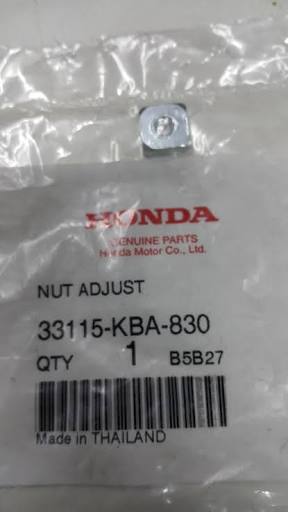 HONDA
GENUINE PARTS
Honda Motor Co., Ltd.
NUT ADJUST
33115-KBA-830
QTY 1 B5B27
Made in THAILAND